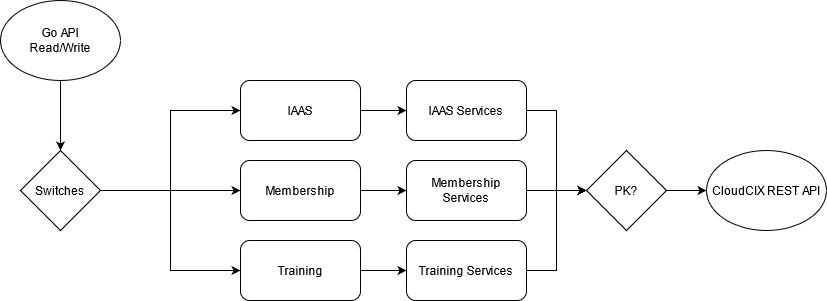 Go API
Read/Write
Switches
IAAS
IAAS Services
Membership
Membership
Services
Training
Training Services
PK?
CloudCIX REST API